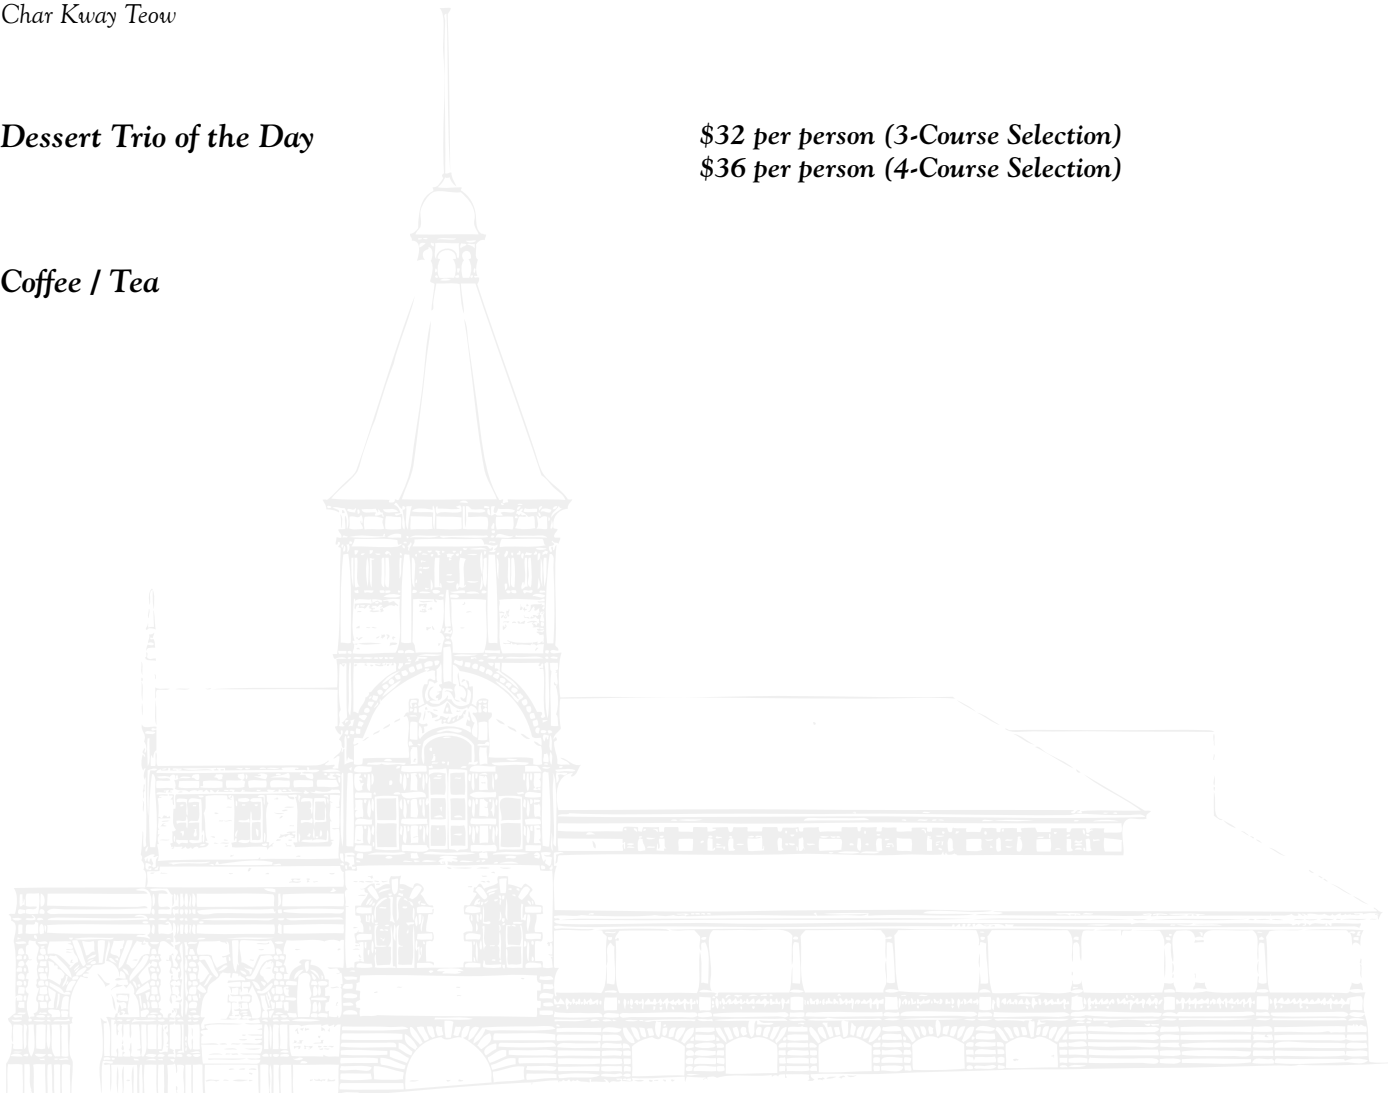 Char Kway Teow
Dessert Trio of the Day
$32 per person (3-Course Selection)
$36 per person (4-Course Selection)
Coffee / Tea